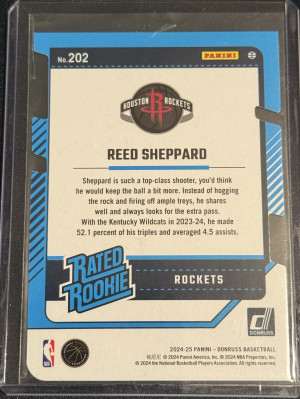 No.202
PANINI
HOUSTON ROCKETS
REED SHEPPARD
Sheppard is such a top-class shooter, you'd think
he would keep the ball a bit more. Instead of hogging
the rock and firing off ample treys, he shares
well and always looks for the extra pass.
With the Kentucky Wildcats in 2023-24, he made
52.1 percent of his triples and averaged 4.5 assists.
RATED
ROOKIE
ROCKETS
2024-25 PANINI – DONRUSS BASKETBALL
© 2024 Panini America, Inc. © 2024 NBA Properties, Inc.
© 2024 the National Basketball Players Association. All rights reserved.
DONRUSS
NBA